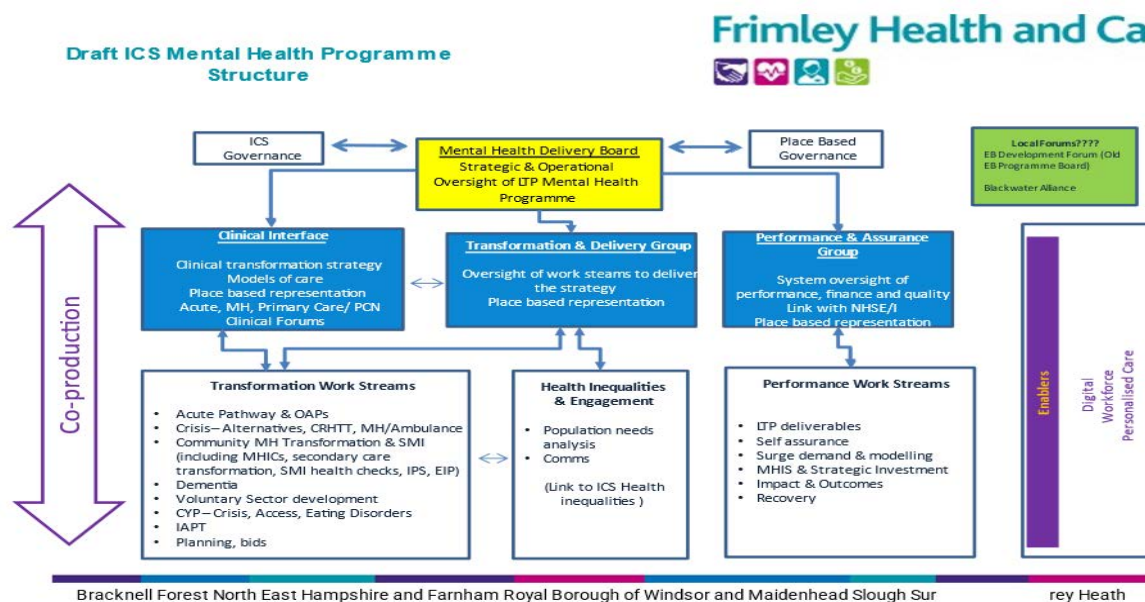 Draft ICS Mental Health Programme
Structure
Frimley Health and Ca
ICS
Governance
Mental Health Delivery Board
Strategic & Operational
Oversight of LTP Mental Health
Programme
Place Based
Governance
Local Forums????
EB Development Forum (Old
EB Programme Board)
Blackwater Alliance
Co-production
Clinical Interface
Clinical transformation strategy
Models of care
Place based representation
Acute, MH, Primary Care/ PCN
Clinical Forums
Transformation & Delivery Group
Oversight of work steams to deliver
the strategy
Place based representation
Performance & Assurance
Group
System oversight of
performance, finance and quality
Link with NHSE/I
Place based representation
Transformation Work Streams
• Acute Pathway & OAPs
• Crisis– Alternatives, CRHTT, MH/Ambulance
• Community MH Transformation & SMI
(including MHICs, secondary care
transformation, SMI health checks, IPS, EIP)
• Dementia
• Voluntary Sector development
• CYP – Crisis, Access, Eating Disorders
• IAPT
• Planning, bids
Health Inequalities
& Engagement
• Population needs
analysis
• Comms
(Link to ICS Health
inequalities )
Performance Work Streams
• LTP deliverables
• Self assurance
• Surge demand & modelling
• MHIS & Strategic Investment
• Impact & Outcomes
• Recovery
Enablers
Digital
Workforce
Personalised Care
Bracknell Forest North East Hampshire and Farnham Royal Borough of Windsor and Maidenhead Slough Sur rey Heath